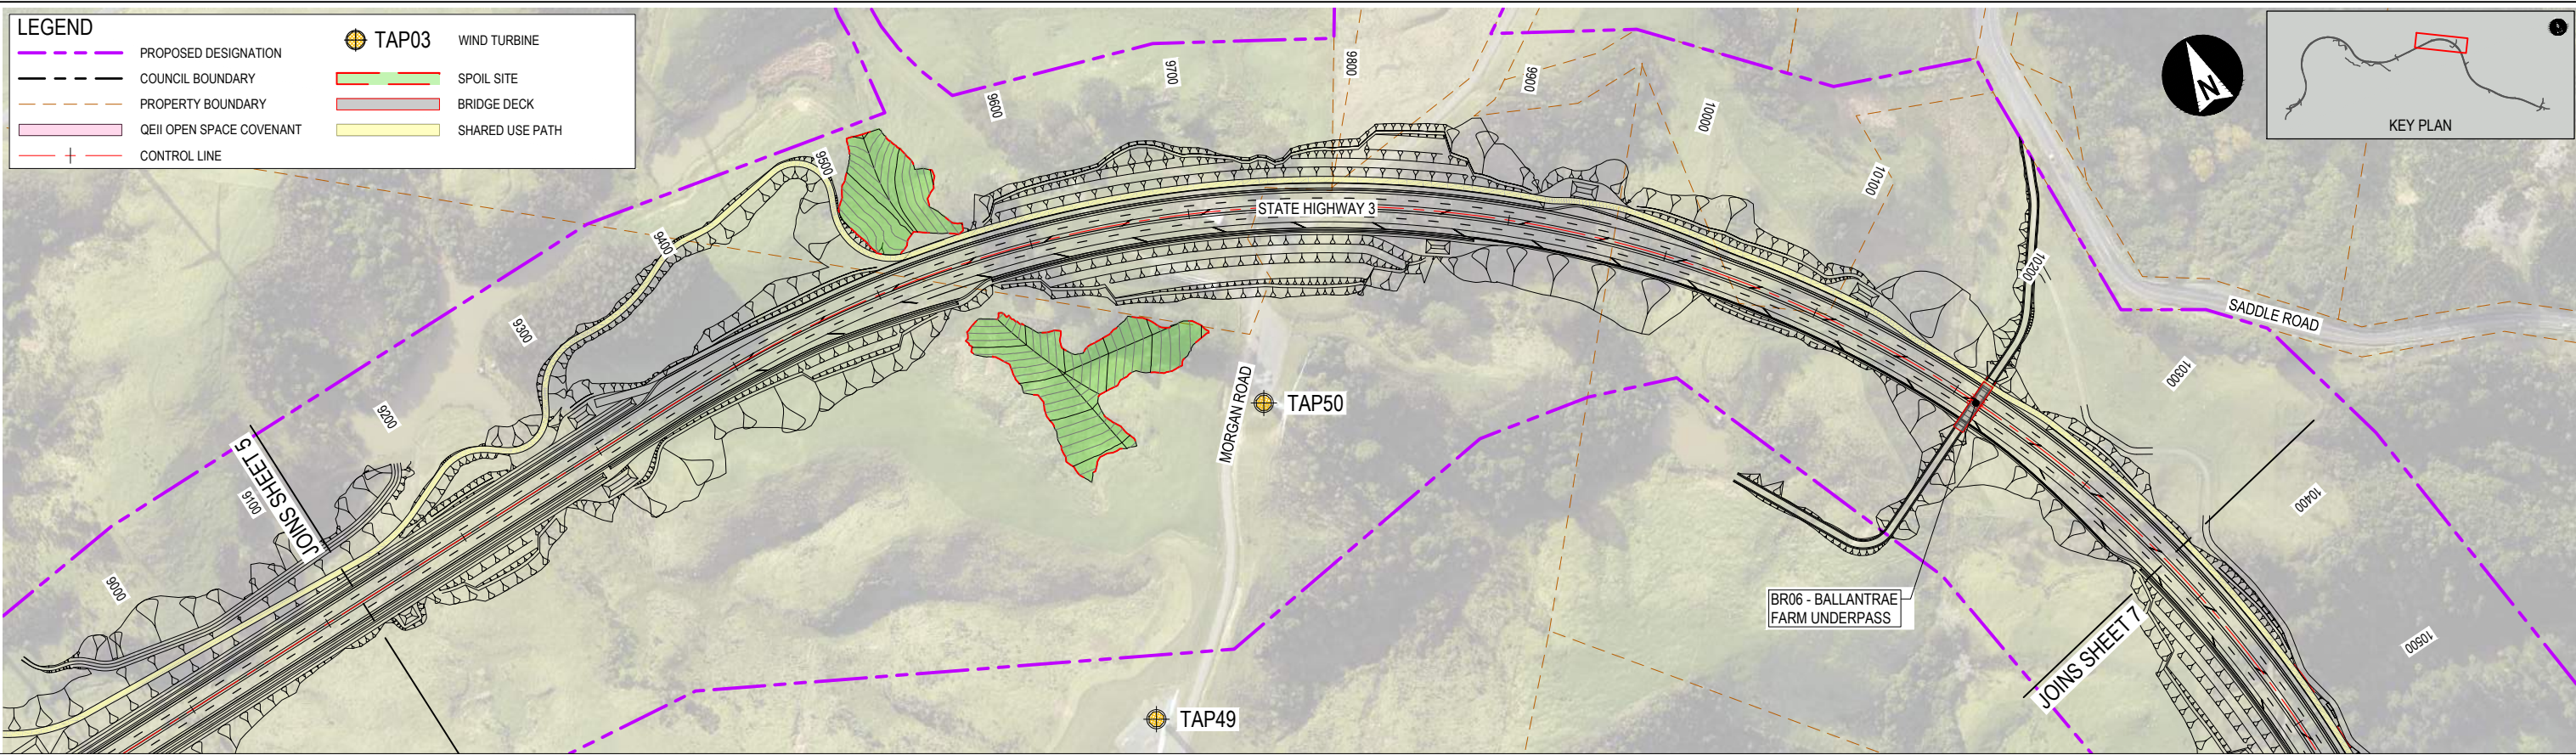 LEGEND
PROPOSED DESIGNATION
COUNCIL BOUNDARY
PROPERTY BOUNDARY
QEII OPEN SPACE COVENANT
CONTROL LINE
TAP03 WIND TURBINE
SPOIL SITE
BRIDGE DECK
SHARED USE PATH
N
KEY PLAN
9000
9100
JOINS SHEET 5
9200
9300
9400
9500
9600
9700
9800
9900
10000
10100
10200
10300
10400
10500
STATE HIGHWAY 3
SADDLE ROAD
MORGAN ROAD
TAP50
TAP49
BR06 - BALLANTRAE
FARM UNDERPASS
JOINS SHEET 7